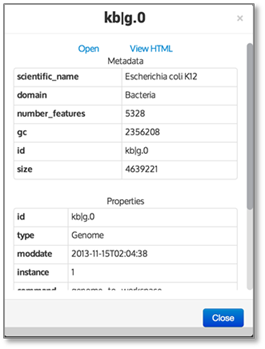 kb|g.0 ×
Open View HTML
Metadata
scientific_name Escherichia coli K12
domain Bacteria
number_features 5328
gc 2356208
id kb|g.0
size 4639221
Properties
id kb|g.0
type Genome
moddate 2013-11-15T02:04:38
instance 1
command genome_to_workspace
Close